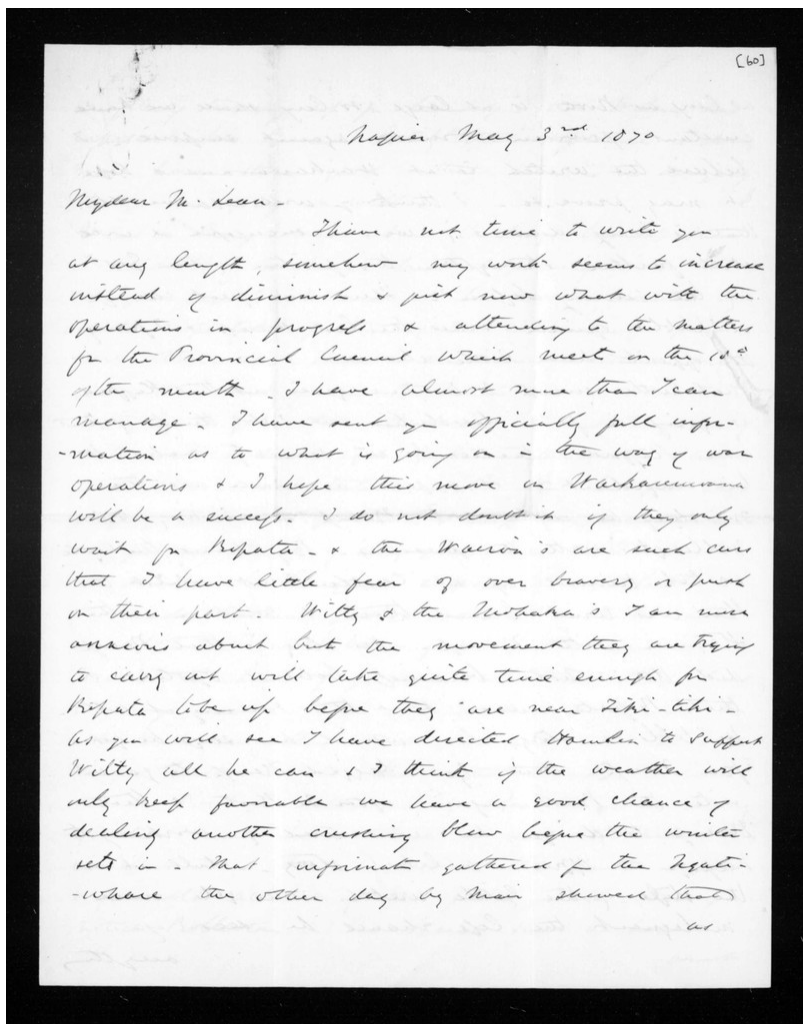 [60]
Napier May 3rd 1870
My dear Mc Lean -
I have not time to write you
at any length, somehow my work seems to increase
instead of diminish & just now what with the
operations in progress & attending to the matters
for the Provincial Council which meet on the 10th
of the month - I have almost more than I can
manage. I have sent you officially full infor-
-mation as to what is going on in the way of war
operations & I hope this move on Waikaremoana
will be a success - I do not doubt it if they only
wait for Ropata - & the Wairoa's are such curs
that I have little fear of over bravery or push
on their part. Witty & the Mohaka's I am more
anxious about but the movement they are trying
to carry out will take quite time enough for
Ropata to be up before they are near Tiki-tiki -
As you will see I have directed Hamlin to support
Witty all he can & I think if the weather will
only keep favorable we have a good chance of
dealing another crushing blow before the winter
sets in - That informatn gathered fr the Ngati-
-whare the other day by Mair shewed that
as